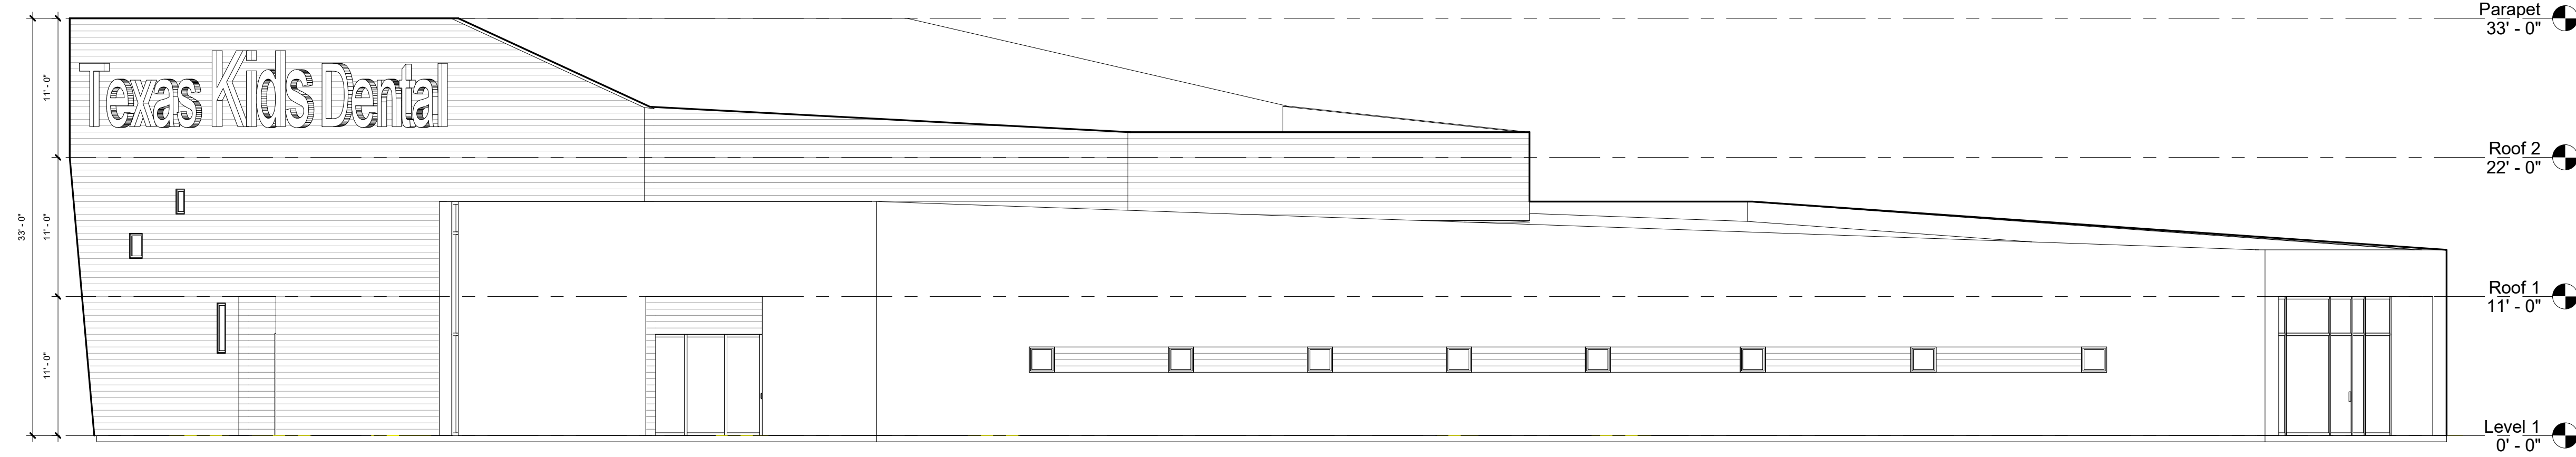 Parapet
33' - 0"
Texas Kids Dental
11' - 0"
Roof 2
22' - 0"
33' - 0"
11' - 0"
Roof 1
11' - 0"
11' - 0"
Level 1
0' - 0"